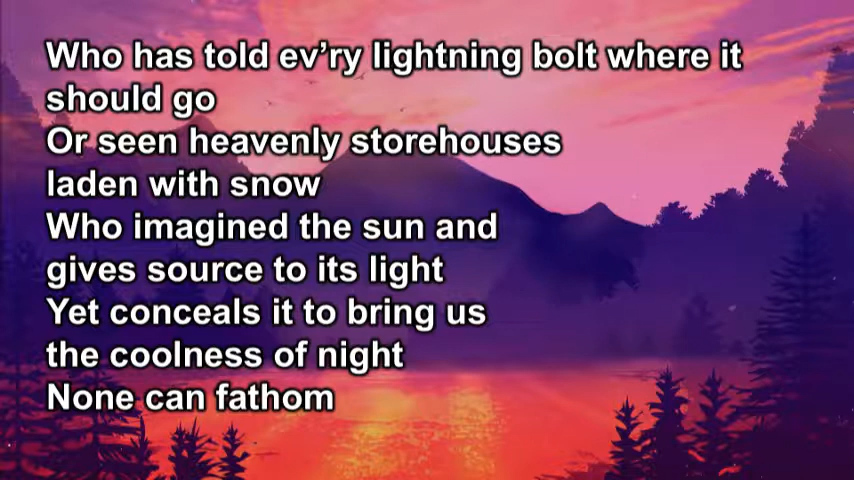 Who has told ev’ry lightning bolt where it
should go
Or seen heavenly storehouses
laden with snow
Who imagined the sun and
gives source to its light
Yet conceals it to bring us
the coolness of night
None can fathom